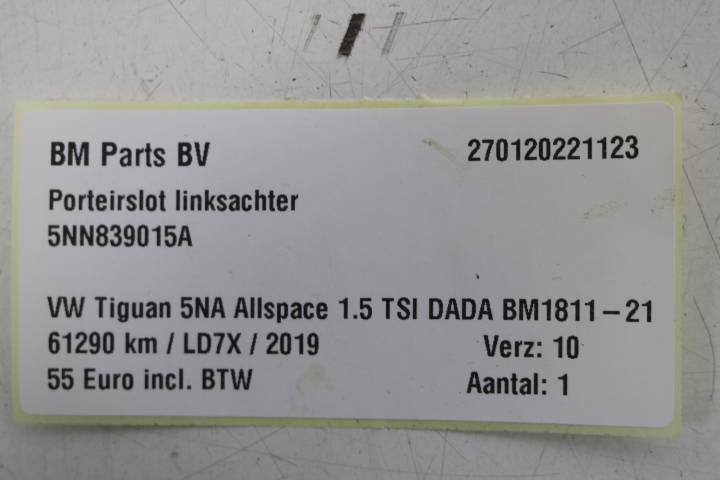 BM Parts BV 270120221123
Porteirslot linksachter
5NN839015A
VW Tiguan 5NA Allspace 1.5 TSI DADA BM1811-21
61290 km / LD7X / 2019 Verz: 10
55 Euro incl. BTW Aantal: 1